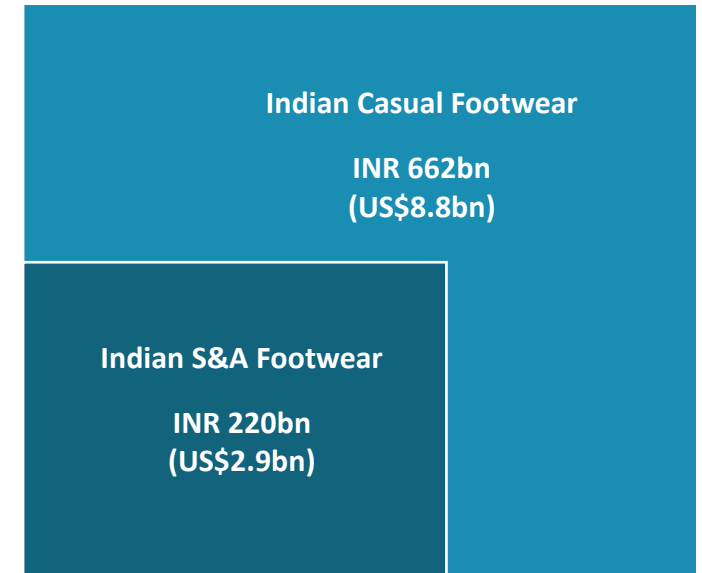 Indian Casual Footwear
INR 662bn
(US$8.8bn)
Indian S&A Footwear
INR 220bn
(US$2.9bn)